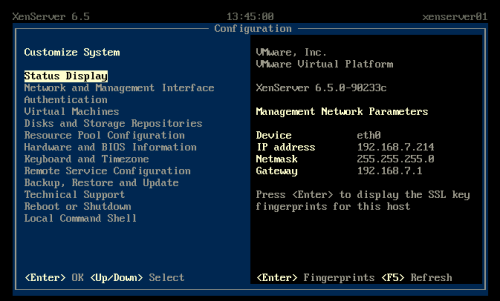 XenServer 6.5 13:45:00 xenserver01
Configuration
Customize System
Status Display
Network and Management Interface
Authentication
Virtual Machines
Disks and Storage Repositories
Resource Pool Configuration
Hardware and BIOS Information
Keyboard and Timezone
Remote Service Configuration
Backup, Restore and Update
Technical Support
Reboot or Shutdown
Local Command Shell
<Enter> OK <Up/Down> Select
VMware, Inc.
VMware Virtual Platform
XenServer 6.5.0-90233c
Management Network Parameters
Device eth0
IP address 192.168.7.214
Netmask 255.255.255.0
Gateway 192.168.7.1
Press <Enter> to display the SSL key
fingerprints for this host
<Enter> Fingerprints <F5> Refresh